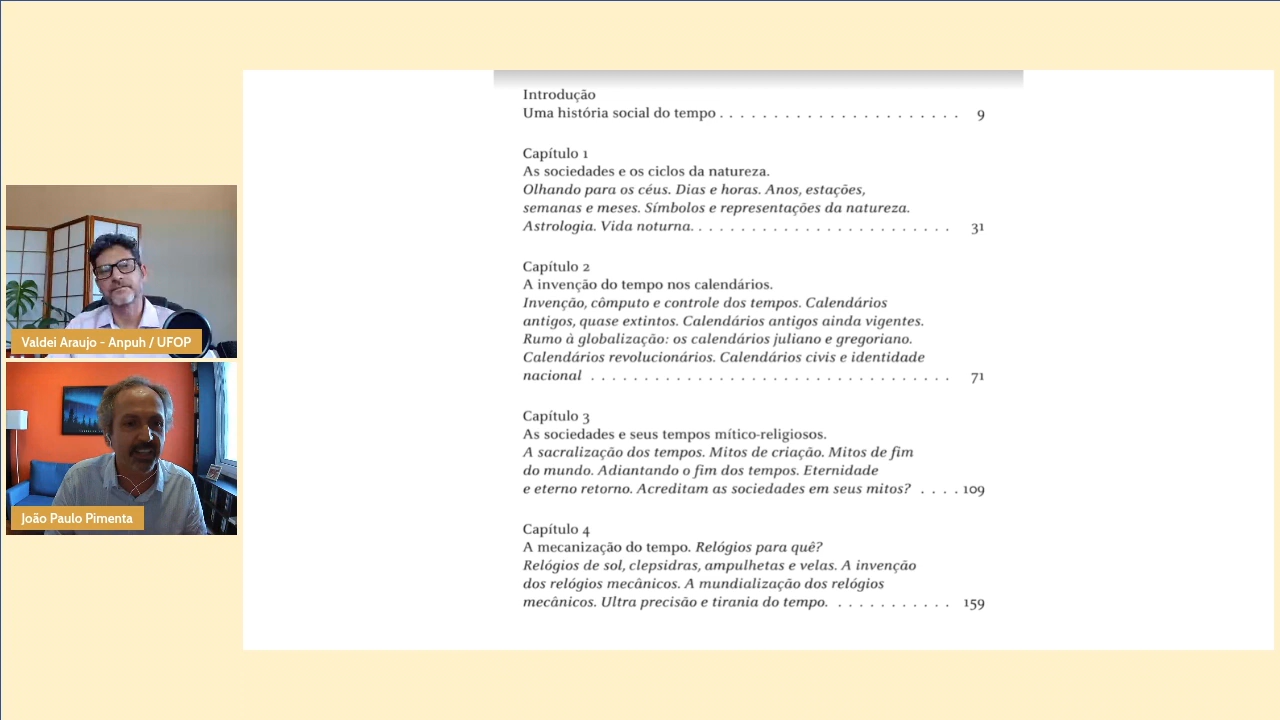 Introdução
Uma história social do tempo . . . . . . . . . . . . . . . . . . . . . . . 9
Capítulo 1
As sociedades e os ciclos da natureza.
Olhando para os céus. Dias e horas. Anos, estações,
semanas e meses. Símbolos e representações da natureza.
Astrologia. Vida noturna. . . . . . . . . . . . . . . . . . . . . . . . . 31
Capítulo 2
A invenção do tempo nos calendários.
Invenção, cômputo e controle dos tempos. Calendários
antigos, quase extintos. Calendários antigos ainda vigentes.
Rumo à globalização: os calendários juliano e gregoriano.
Calendários revolucionários. Calendários civis e identidade
nacional . . . . . . . . . . . . . . . . . . . . . . . . . . . . . . . . . . 71
Capítulo 3
As sociedades e seus tempos mítico-religiosos.
A sacralização dos tempos. Mitos de criação. Mitos de fim
do mundo. Adiantando o fim dos tempos. Eternidade
e eterno retorno. Acreditam as sociedades em seus mitos? . . . . 109
Capítulo 4
A mecanização do tempo. Relógios para quê?
Relógios de sol, clepsidras, ampulhetas e velas. A invenção
dos relógios mecânicos. A mundialização dos relógios
mecânicos. Ultra precisão e tirania do tempo. . . . . . . . . . . . 159
Valdei Araujo - Anpuh / UFOP
João Paulo Pimenta